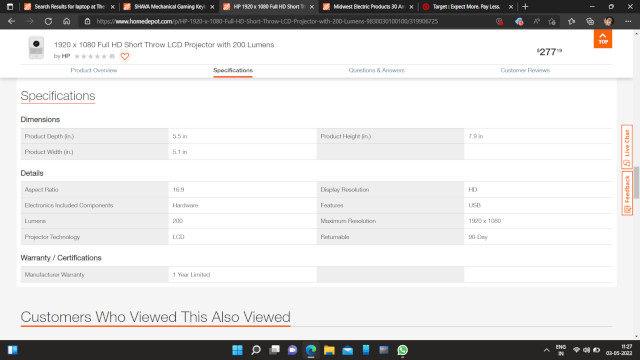 Search Results for laptop at The
SHAVA Mechanical Gaming Key
HP 1920 x 1080 Full HD Short Th
Midwest Electric Products 30 Am
Target : Expect More. Pay Less.
https://www.homedepot.com/p/HP-1920-x-1080-Full-HD-Short-Throw-LCD-Projector-with-200-Lumens-9830030100100/319906725
1920 x 1080 Full HD Short Throw LCD Projector with 200 Lumens
by HP
(0)
$277.19
TOP
Product Overview
Specifications
Questions & Answers
Customer Reviews
Specifications
Dimensions
Product Depth (in.) 5.5 in Product Height (in.) 7.9 in
Product Width (in.) 5.1 in
Details
Aspect Ratio 16:9 Display Resolution HD
Electronics Included Components Hardware Features USB
Lumens 200 Maximum Resolution 1920 x 1080
Projector Technology LCD Returnable 90-Day
Warranty / Certifications
Manufacturer Warranty 1 Year Limited
Customers Who Viewed This Also Viewed
Live Chat
Feedback
ENG
IN
11:27
03-05-2022